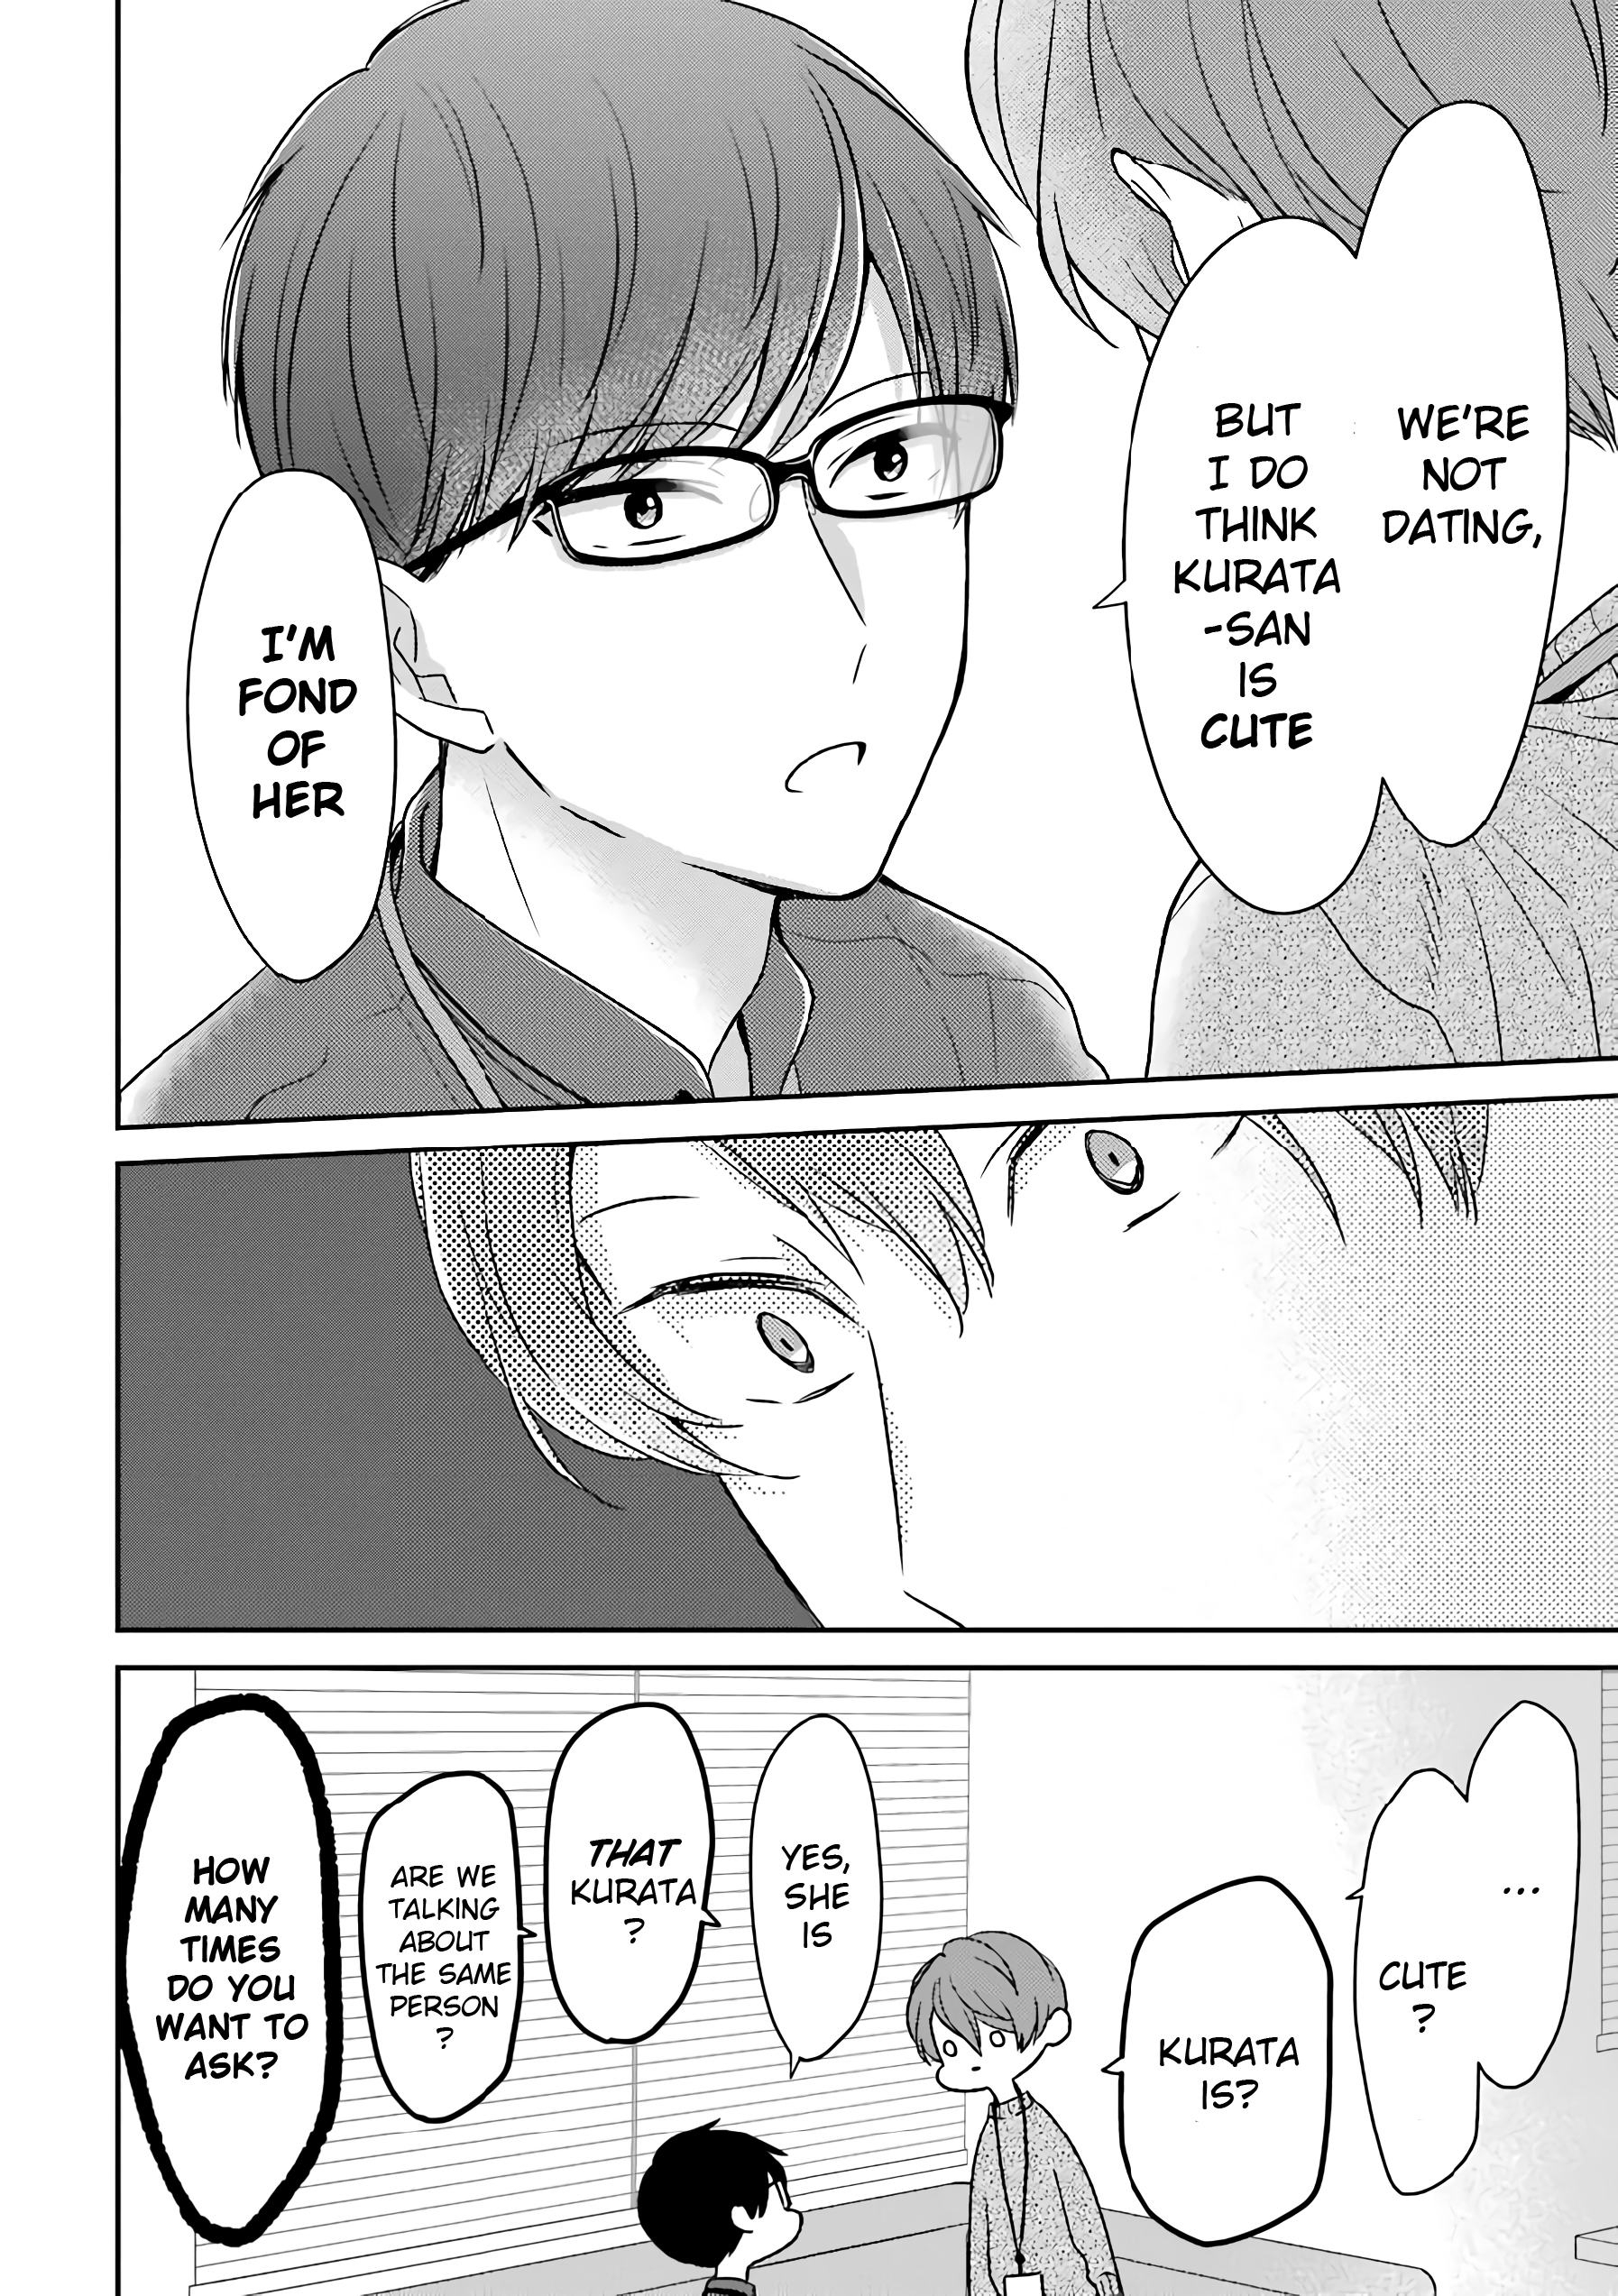 WE'RE
NOT
DATING,
BUT
I DO
THINK
KURATA
-SAN
IS
CUTE
I'M
FOND
OF
HER
...
CUTE
?
KURATA
IS?
YES,
SHE
IS
THAT
KURATA
?
ARE WE
TALKING
ABOUT
THE SAME
PERSON
?
HOW
MANY
TIMES
DO YOU
WANT TO
ASK?